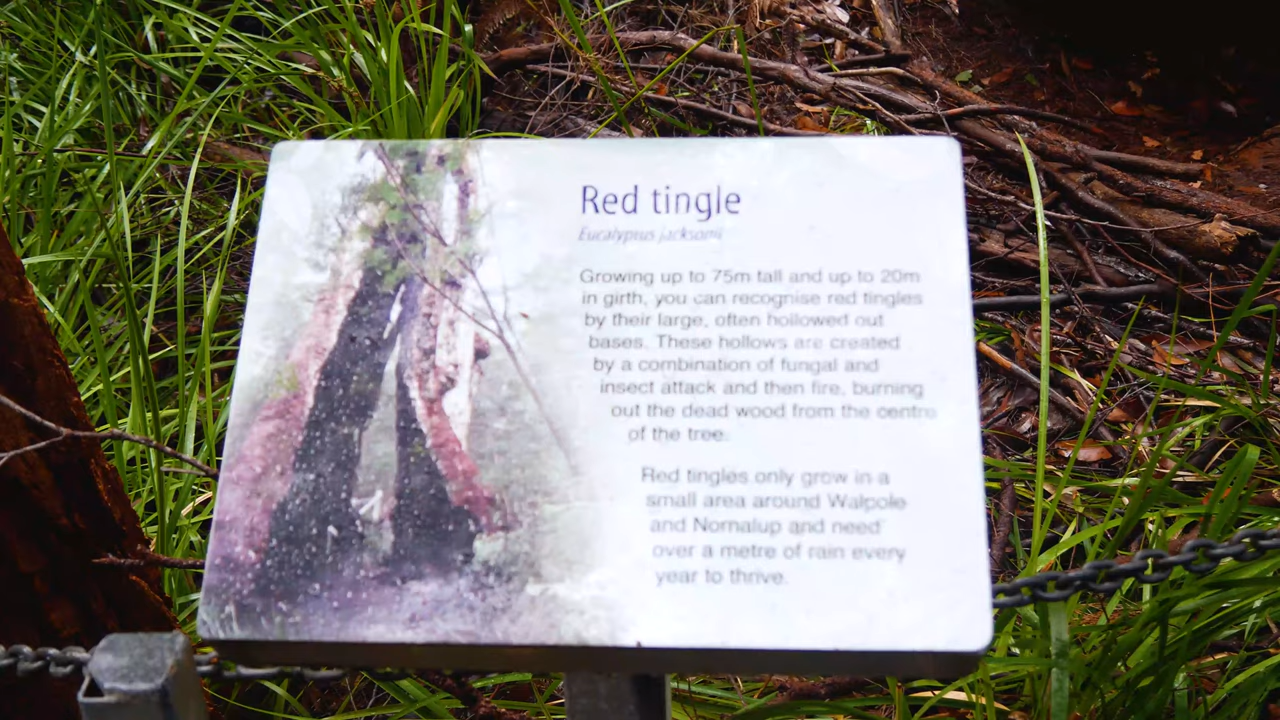 Red tingle
Eucalyptus jacksonii
Growing up to 75m tall and up to 20m
in girth, you can recognise red tingles
by their large, often hollowed out
bases. These hollows are created
by a combination of fungal and
insect attack and then fire, burning
out the dead wood from the centre
of the tree.
Red tingles only grow in a
small area around Walpole
and Nornalup and need
over a metre of rain every
year to thrive.